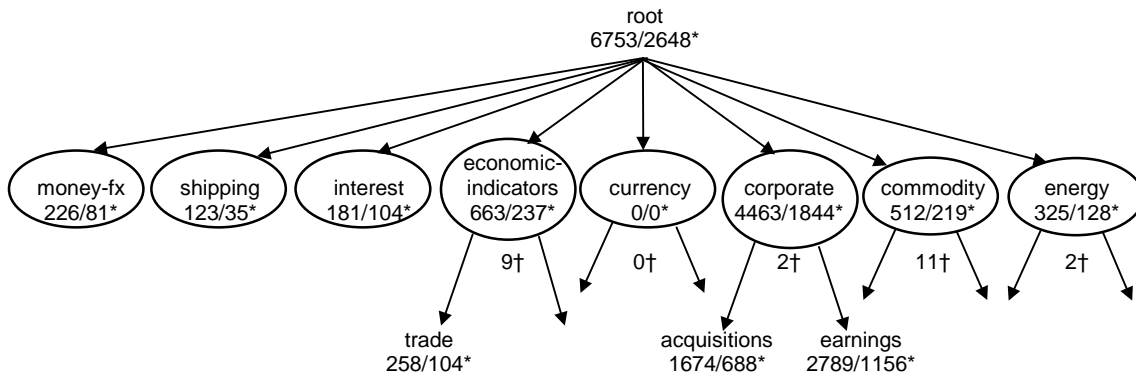 root
6753/2648*
money-fx
226/81*
shipping
123/35*
interest
181/104*
economic-
indicators
663/237*
currency
0/0*
corporate
4463/1844*
commodity
512/219*
energy
325/128*
9†
0†
2†
11†
2†
trade
258/104*
acquisitions
1674/688*
earnings
2789/1156*